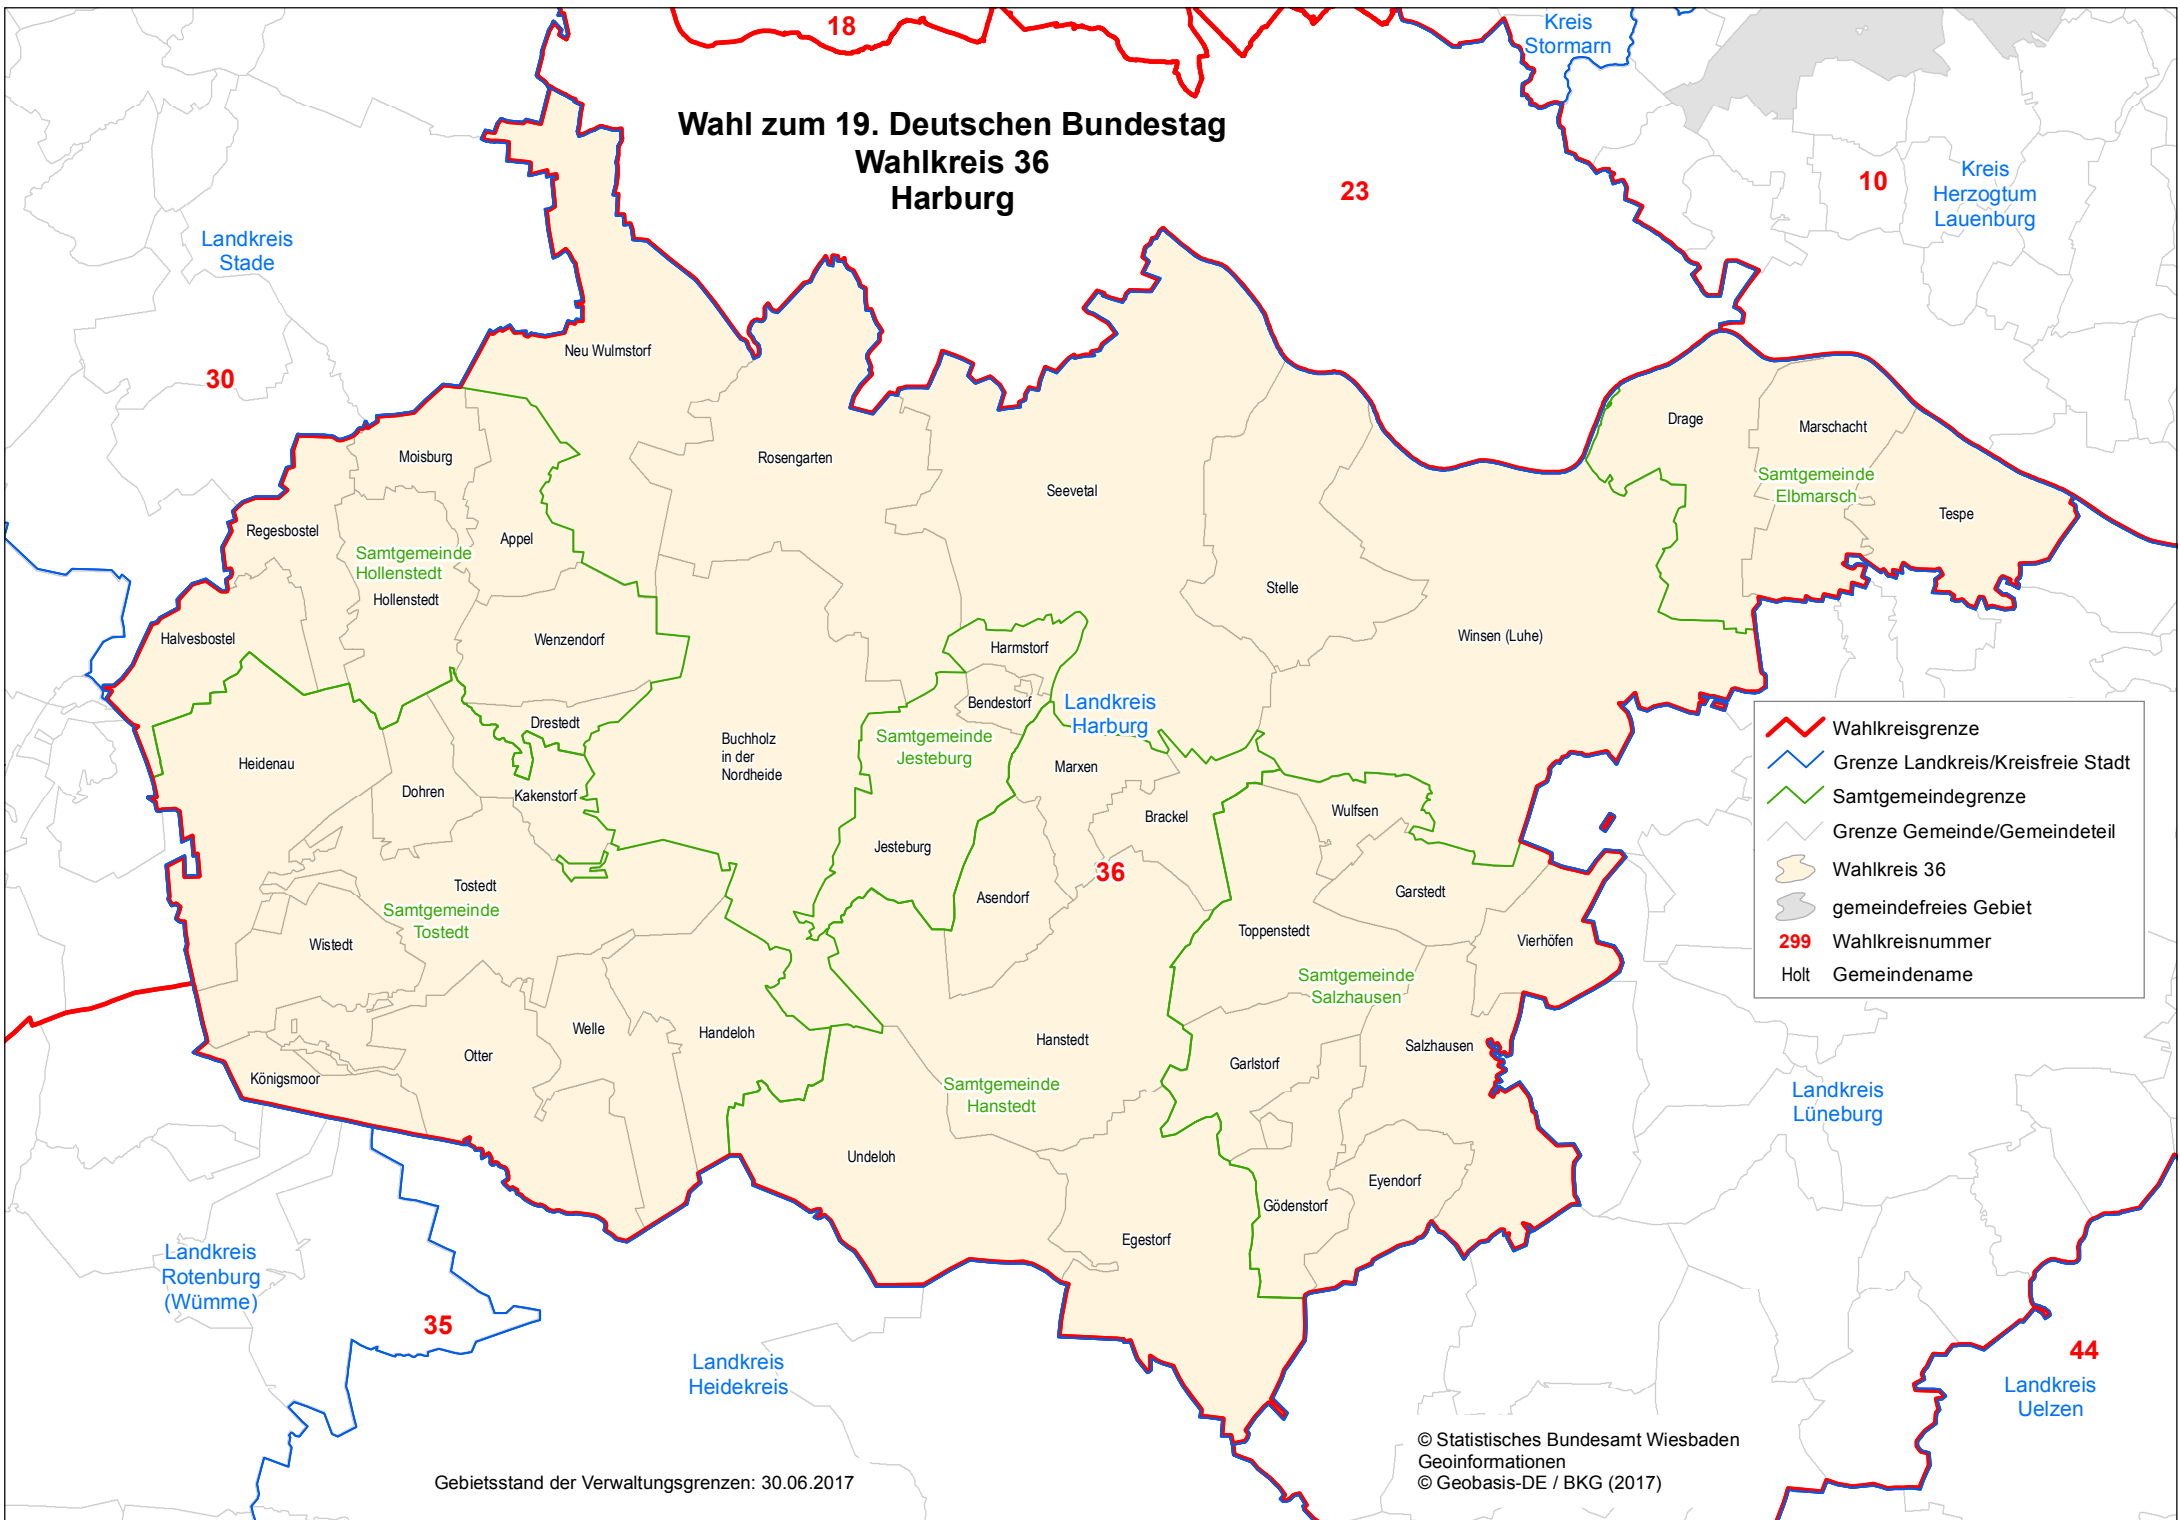 18
Kreis
Stormarn
Wahl zum 19. Deutschen Bundestag
Wahlkreis 36
Harburg
23
10
Kreis
Herzogtum
Lauenburg
Landkreis
Stade
30
Neu Wulmstorf
Moisburg
Rosengarten
Seevetal
Drage
Marschacht
Samtgemeinde
Elbmarsch
Tespe
Regesbostel
Appel
Samtgemeinde
Hollenstedt
Hollenstedt
Stelle
Halvesbostel
Wenzendorf
Harmstorf
Winsen (Luhe)
Bendestorf
Landkreis
Harburg
Drestedt
Buchholz
in der
Nordheide
Samtgemeinde
Jesteburg
Heidenau
Marxen
Dohren
Kakenstorf
Brackel
Wulfsen
Jesteburg
36
Tostedt
Samtgemeinde
Tostedt
Asendorf
Garstedt
Wistedt
Toppenstedt
Vierhöfen
Samtgemeinde
Salzhausen
Welle
Handeloh
Hanstedt
Otter
Garlstorf
Salzhausen
Königsmoor
Samtgemeinde
Hanstedt
Undeloh
Eyendorf
Gödenstorf
Egestorf
Wahlkreisgrenze
Grenze Landkreis/Kreisfreie Stadt
Samtgemeindegrenze
Grenze Gemeinde/Gemeindeteil
Wahlkreis 36
gemeindefreies Gebiet
299 Wahlkreisnummer
Holt Gemeindename
Landkreis
Lüneburg
Landkreis
Rotenburg
(Wümme)
35
Landkreis
Heidekreis
44
Landkreis
Uelzen
Gebietsstand der Verwaltungsgrenzen: 30.06.2017
© Statistisches Bundesamt Wiesbaden
Geoinformationen
© Geobasis-DE / BKG (2017)